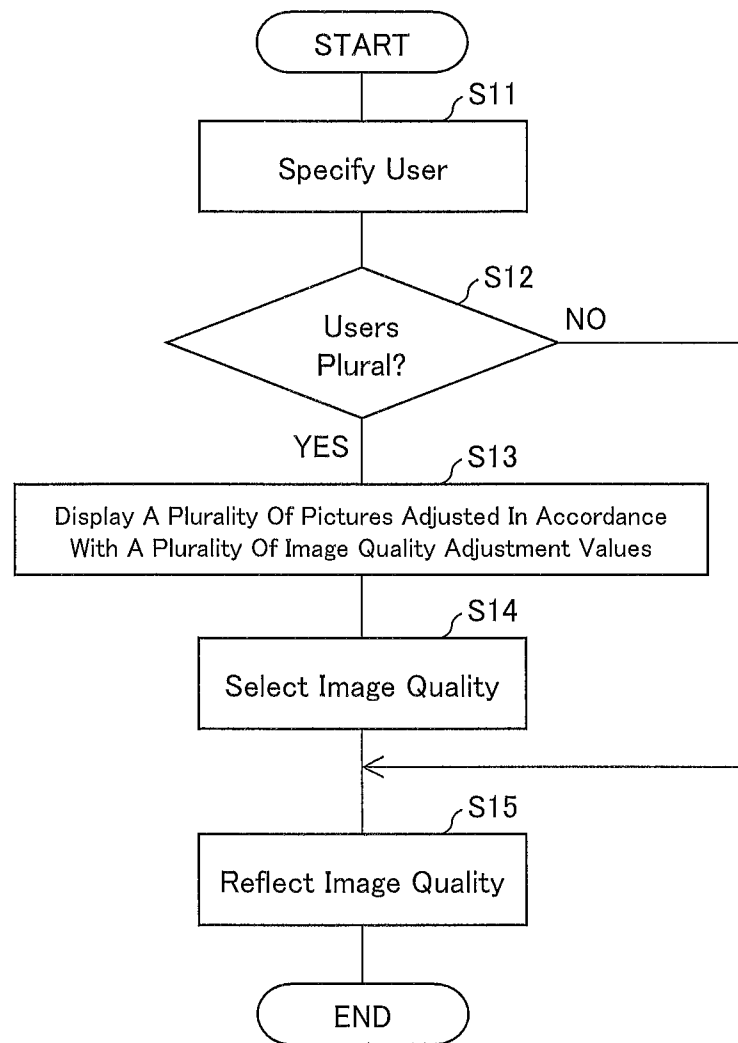 START
S11
Specify User
S12
Users
Plural?
NO
YES
S13
Display A Plurality Of Pictures Adjusted In Accordance
With A Plurality Of Image Quality Adjustment Values
S14
Select Image Quality
S15
Reflect Image Quality
END